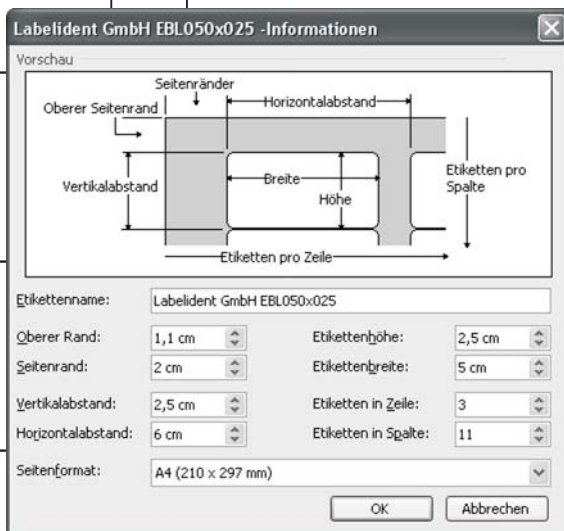 Labelident GmbH EBL050x025 -Informationen
Vorschau
Seitenränder
Oberer Seitenrand
Horizontalabstand
Vertikalabstand
Breite
Höhe
Etiketten pro
Spalte
Etiketten pro Zeile
Etikettenname: Labelident GmbH EBL050x025
Oberer Rand: 1,1 cm Etikettenhöhe: 2,5 cm
Seitenrand: 2 cm Etikettenbreite: 5 cm
Vertikalabstand: 2,5 cm Etiketten in Zeile: 3
Horizontalabstand: 6 cm Etiketten in Spalte: 11
Seitenformat: A4 (210 x 297 mm)
OK Abbrechen